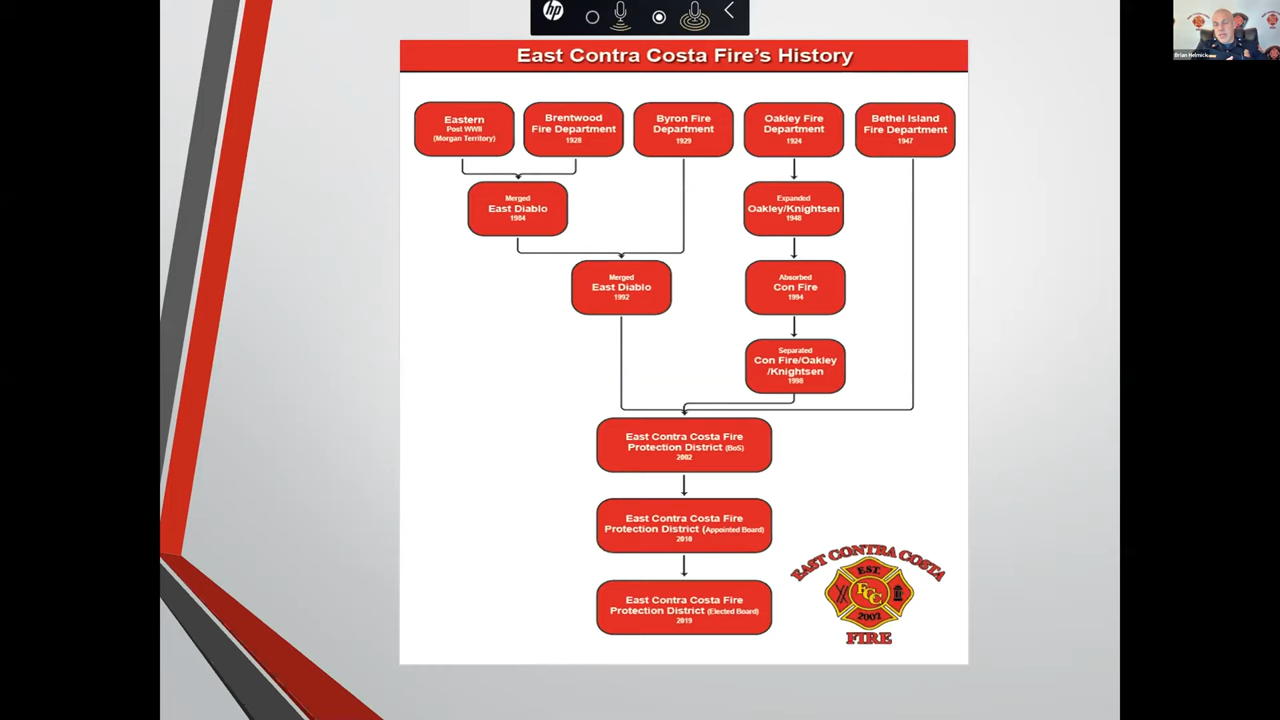 hp
Brian Helmick
East Contra Costa Fire's History
Eastern
Post WWII
(Morgan Territory)
Brentwood
Fire Department
1928
Byron Fire
Department
1929
Oakley Fire
Department
1924
Bethel Island
Fire Department
1947
Merged
East Diablo
1984
Expanded
Oakley/Knightsen
1948
Merged
East Diablo
1992
Absorbed
Con Fire
1994
Separated
Con Fire/Oakley
/Knightsen
1998
East Contra Costa Fire
Protection District (BoS)
2002
East Contra Costa Fire
Protection District (Appointed Board)
2010
East Contra Costa Fire
Protection District (Elected Board)
2019
EAST CONTRA COSTA
EST.
FCC
2002
FIRE